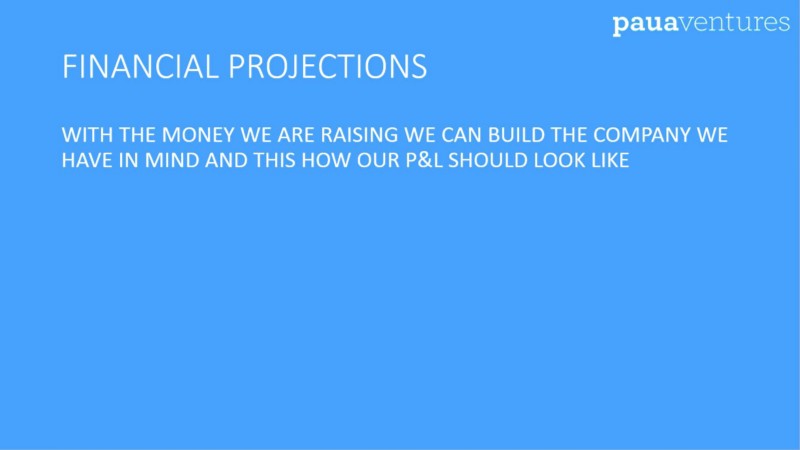 pauaventures
FINANCIAL PROJECTIONS
WITH THE MONEY WE ARE RAISING WE CAN BUILD THE COMPANY WE
HAVE IN MIND AND THIS HOW OUR P&L SHOULD LOOK LIKE